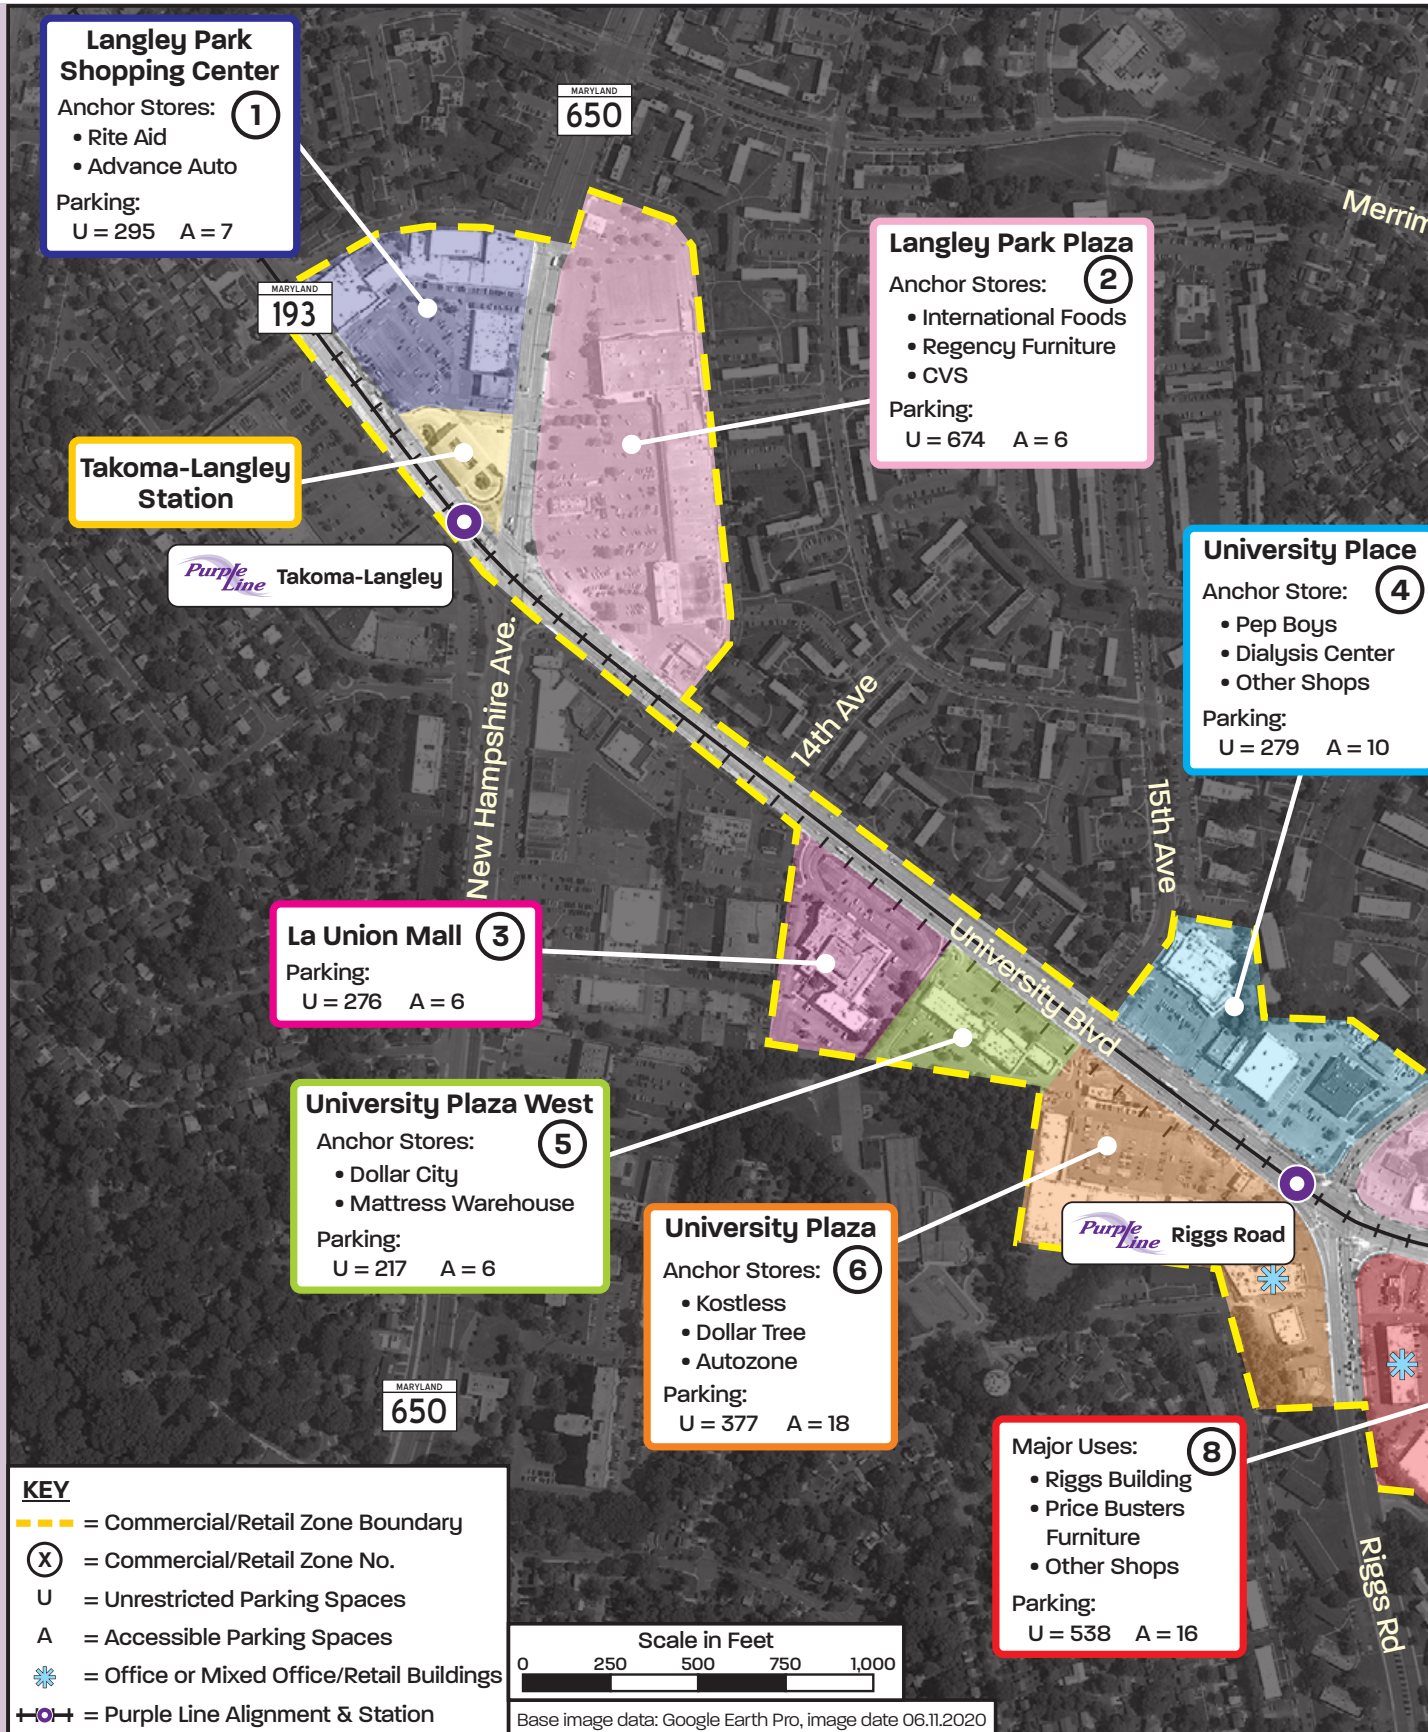 Langley Park
Shopping Center
1
Anchor Stores:
• Rite Aid
• Advance Auto
Parking:
U = 295 A = 7
MARYLAND
650
MARYLAND
193
Langley Park Plaza
2
Anchor Stores:
• International Foods
• Regency Furniture
• CVS
Parking:
U = 674 A = 6
Merrim
Takoma-Langley
Station
Purple
Line
Takoma-Langley
New Hampshire Ave.
14th Ave
15th Ave
University Place
4
Anchor Store:
• Pep Boys
• Dialysis Center
• Other Shops
Parking:
U = 279 A = 10
La Union Mall 3
Parking:
U = 276 A = 6
University Blvd
University Plaza West
5
Anchor Stores:
• Dollar City
• Mattress Warehouse
Parking:
U = 217 A = 6
University Plaza
6
Anchor Stores:
• Kostless
• Dollar Tree
• Autozone
Parking:
U = 377 A = 18
Purple
Line
Riggs Road
MARYLAND
650
8
Major Uses:
• Riggs Building
• Price Busters
Furniture
• Other Shops
Parking:
U = 538 A = 16
Riggs Rd
KEY
= Commercial/Retail Zone Boundary
X = Commercial/Retail Zone No.
U = Unrestricted Parking Spaces
A = Accessible Parking Spaces
= Office or Mixed Office/Retail Buildings
= Purple Line Alignment & Station
Scale in Feet
0 250 500 750 1,000
Base image data: Google Earth Pro, image date 06.11.2020